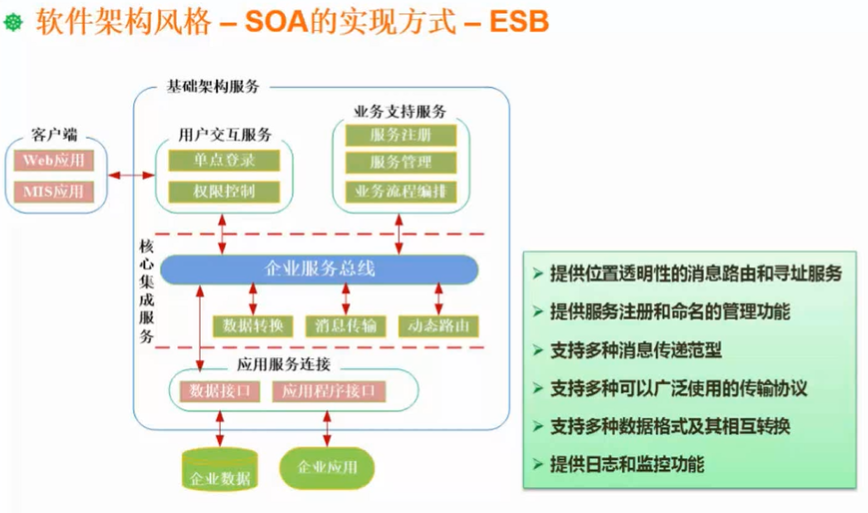 软件架构风格 – SOA的实现方式 – ESB
基础架构服务
客户端
Web应用
MIS应用
用户交互服务
单点登录
权限控制
业务支持服务
服务注册
服务管理
业务流程编排
核心集成服务
企业服务总线
数据转换
消息传输
动态路由
应用服务连接
数据接口
应用程序接口
企业数据
企业应用
提供位置透明性的消息路由和寻址服务
提供服务注册和命名的管理功能
支持多种消息传递范型
支持多种可以广泛使用的传输协议
支持多种数据格式及其相互转换
提供日志和监控功能